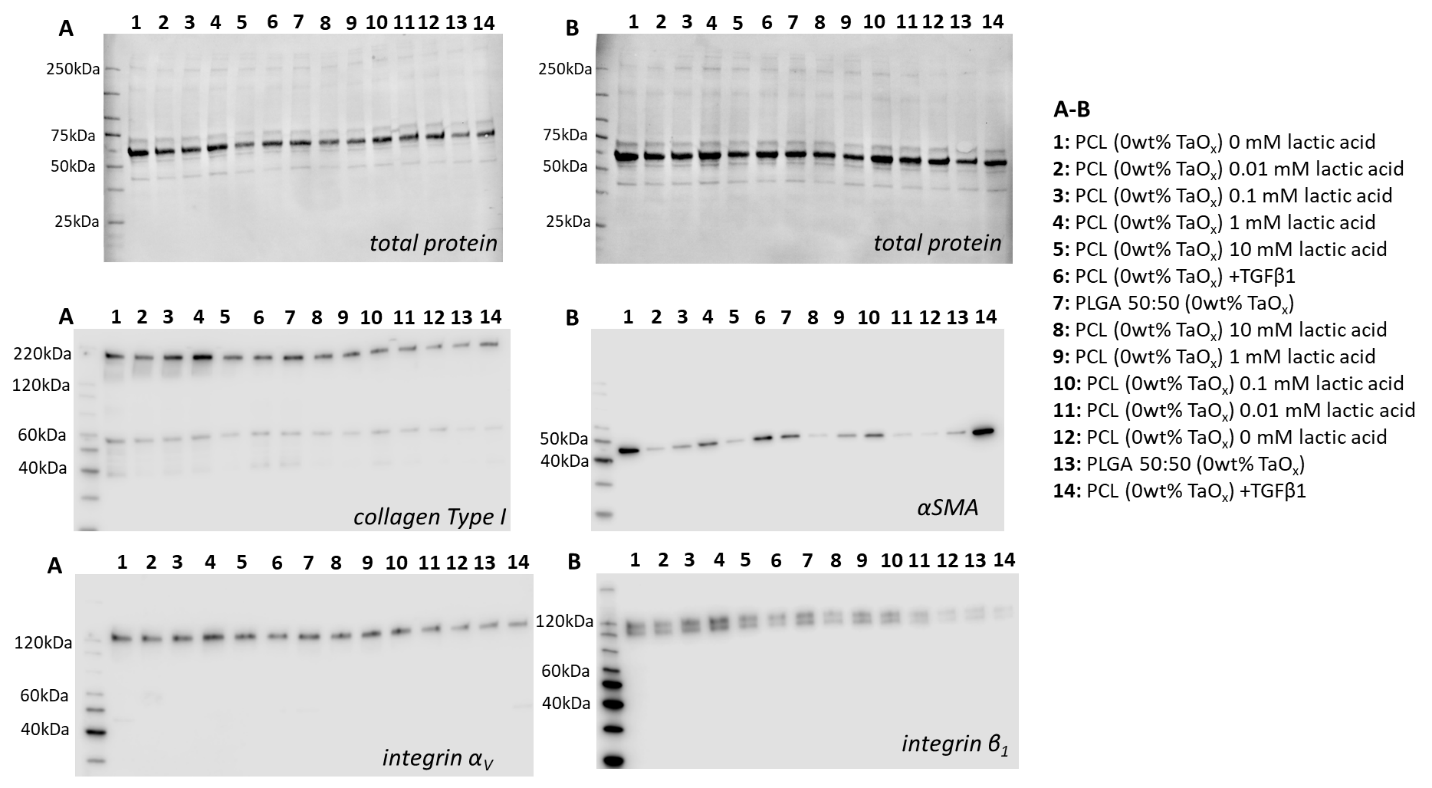 A 1 2 3 4 5 6 7 8 9 10 11 12 13 14
250kDa
75kDa
50kDa
25kDa
total protein
B 1 2 3 4 5 6 7 8 9 10 11 12 13 14
250kDa
75kDa
50kDa
25kDa
total protein
A 1 2 3 4 5 6 7 8 9 10 11 12 13 14
220kDa
120kDa
60kDa
40kDa
collagen Type I
B 1 2 3 4 5 6 7 8 9 10 11 12 13 14
50kDa
40kDa
αSMA
A 1 2 3 4 5 6 7 8 9 10 11 12 13 14
120kDa
60kDa
40kDa
integrin αV
B 1 2 3 4 5 6 7 8 9 10 11 12 13 14
120kDa
60kDa
40kDa
integrin β1
A-B
1: PCL (0wt% TaOx) 0 mM lactic acid
2: PCL (0wt% TaOx) 0.01 mM lactic acid
3: PCL (0wt% TaOx) 0.1 mM lactic acid
4: PCL (0wt% TaOx) 1 mM lactic acid
5: PCL (0wt% TaOx) 10 mM lactic acid
6: PCL (0wt% TaOx) +TGFβ1
7: PLGA 50:50 (0wt% TaOx)
8: PCL (0wt% TaOx) 10 mM lactic acid
9: PCL (0wt% TaOx) 1 mM lactic acid
10: PCL (0wt% TaOx) 0.1 mM lactic acid
11: PCL (0wt% TaOx) 0.01 mM lactic acid
12: PCL (0wt% TaOx) 0 mM lactic acid
13: PLGA 50:50 (0wt% TaOx)
14: PCL (0wt% TaOx) +TGFβ1